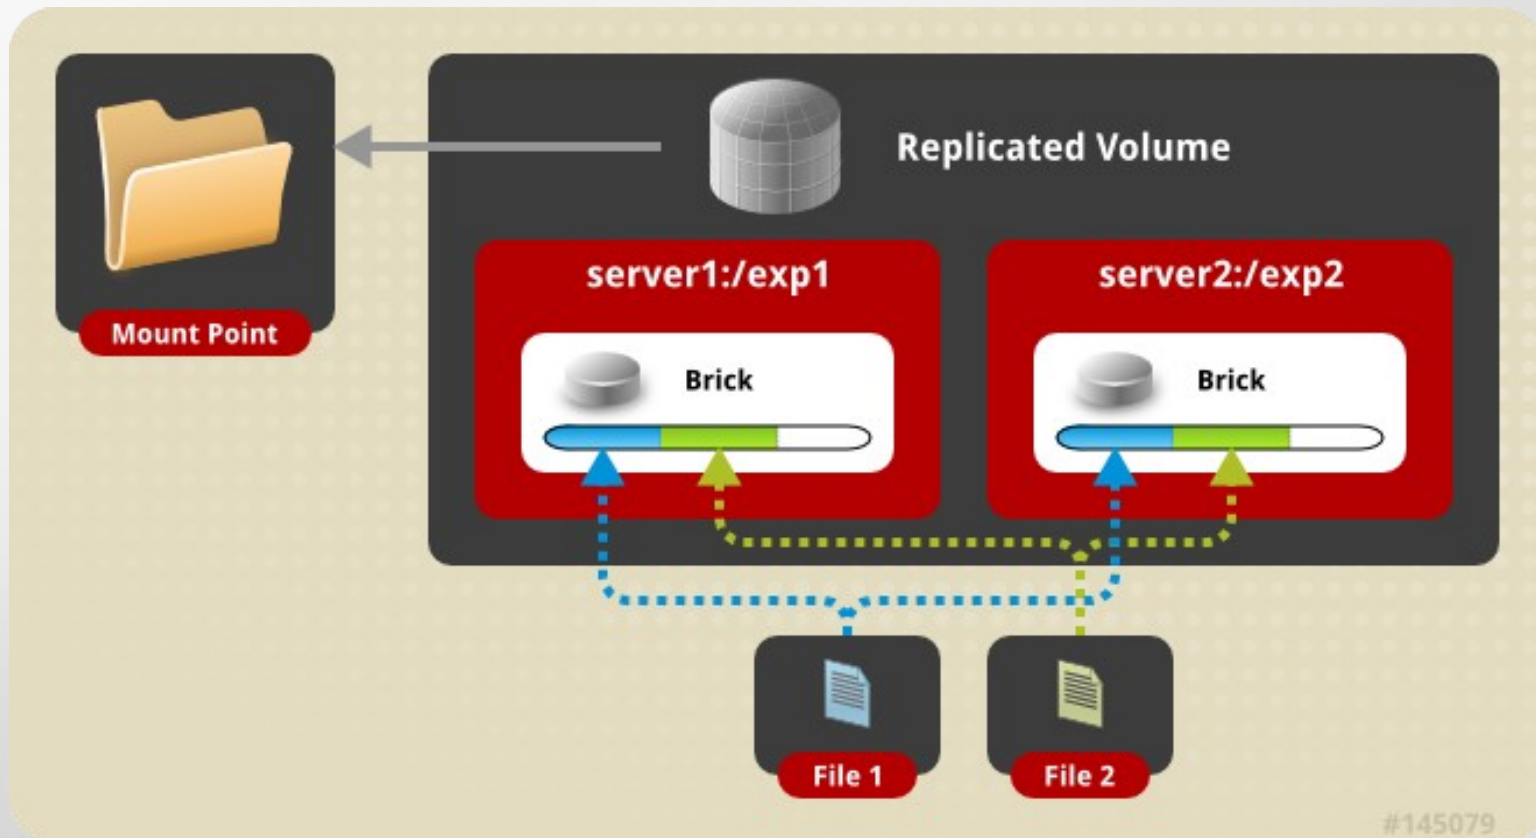 Replicated Volume
Mount Point
server1:/exp1
server2:/exp2
Brick
Brick
File 1
File 2
#145079